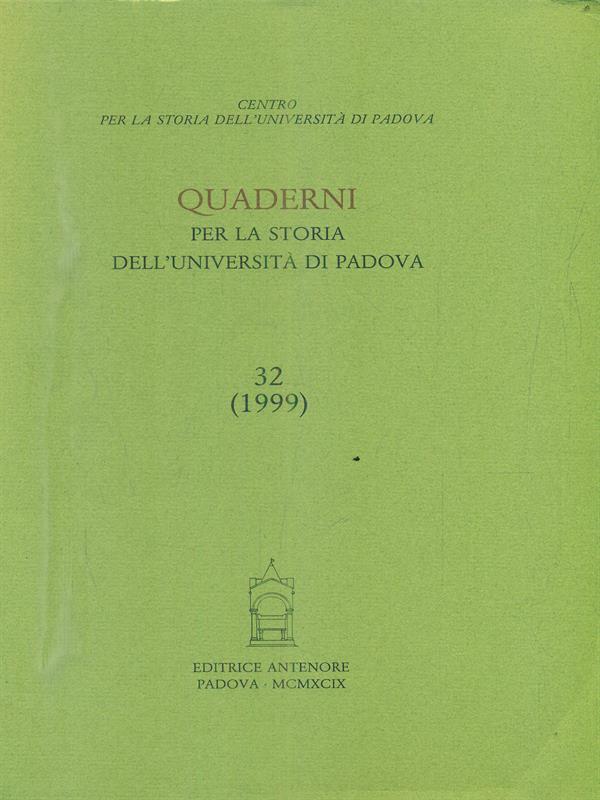 CENTRO
PER LA STORIA DELL'UNIVERSITÀ DI PADOVA
QUADERNI
PER LA STORIA
DELL'UNIVERSITÀ DI PADOVA
32
(1999)
EDITRICE ANTENORE
PADOVA · MCMXCIX